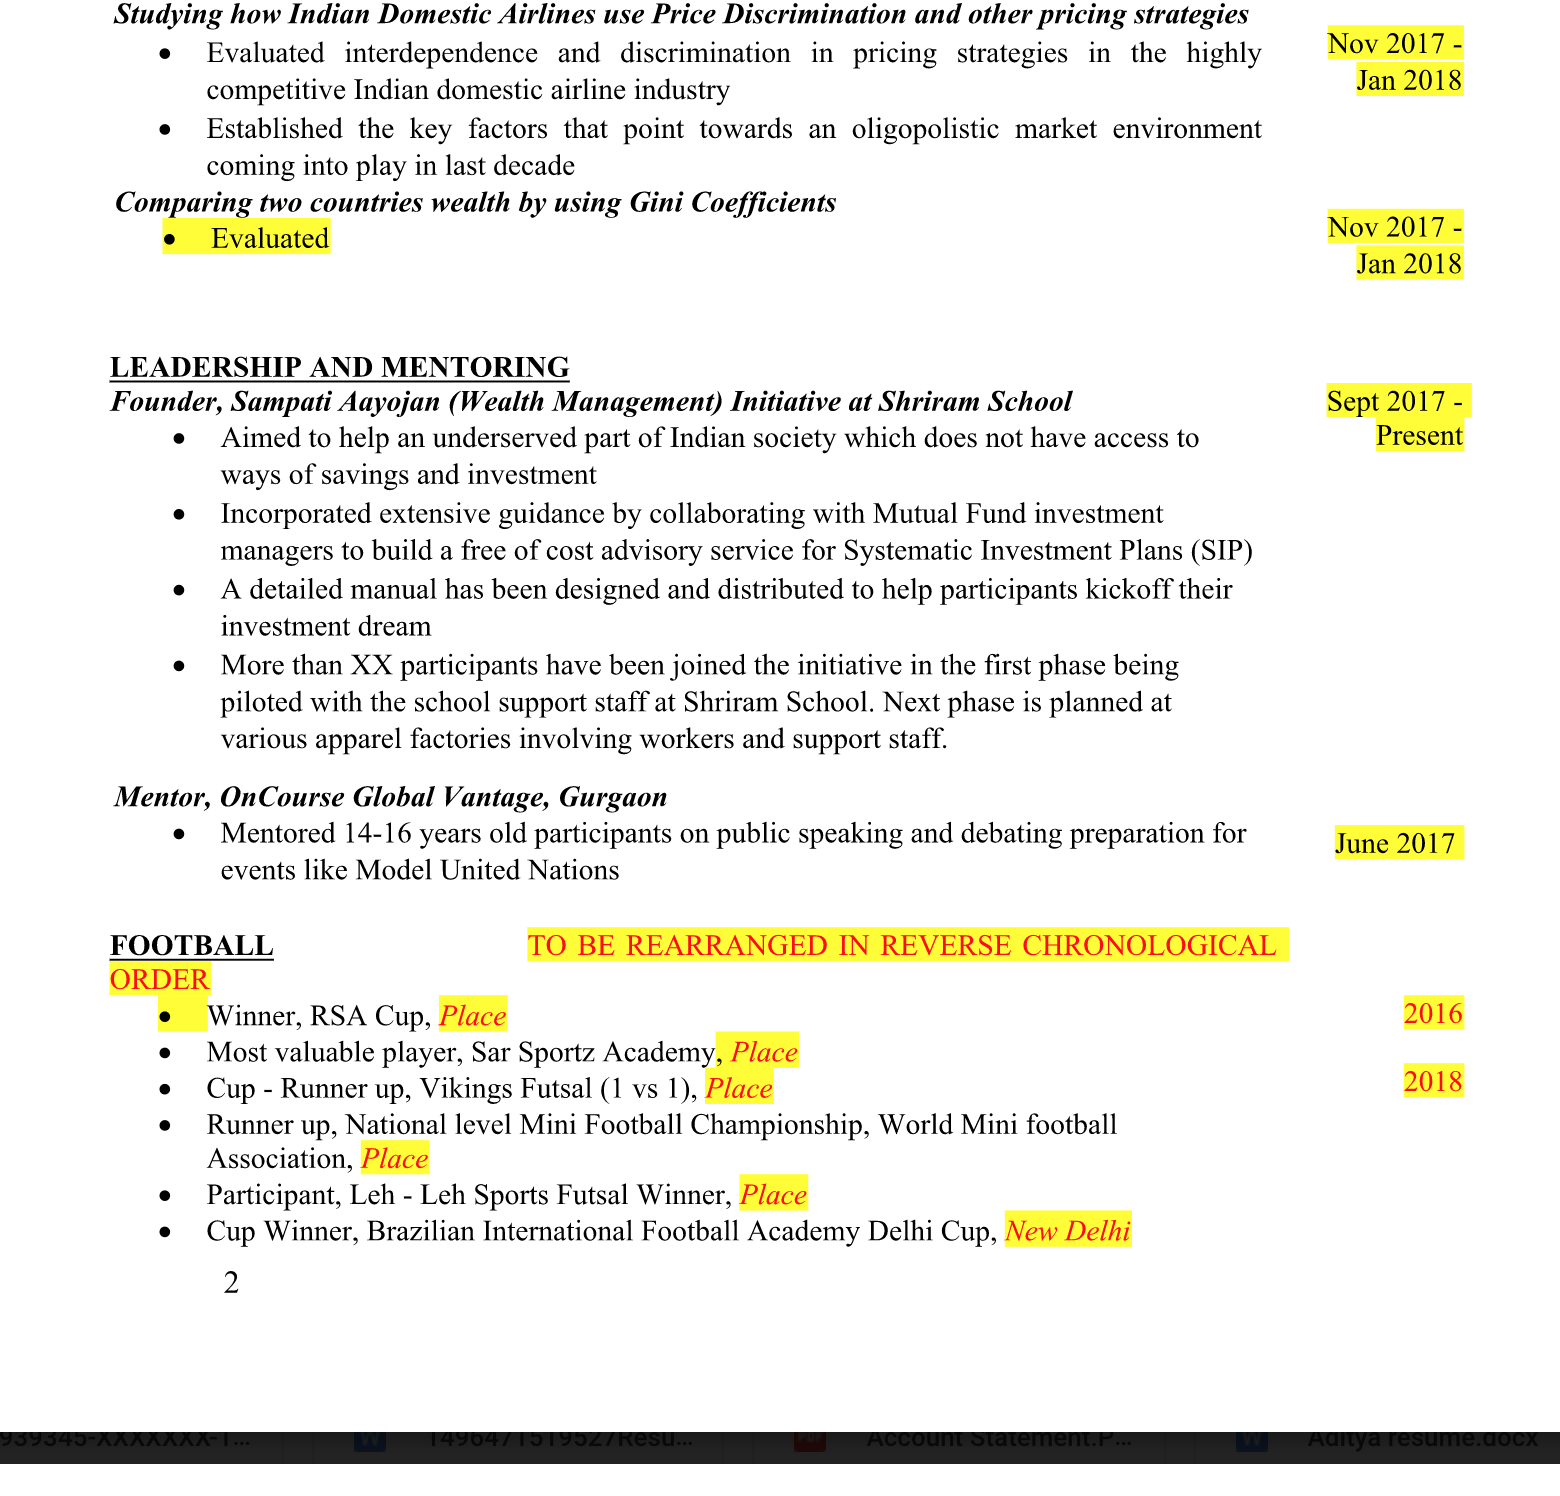 Studying how Indian Domestic Airlines use Price Discrimination and other pricing strategies
• Evaluated interdependence and discrimination in pricing strategies in the highly
competitive Indian domestic airline industry
Nov 2017 -
Jan 2018
• Established the key factors that point towards an oligopolistic market environment
coming into play in last decade
Comparing two countries wealth by using Gini Coefficients
• Evaluated
Nov 2017 -
Jan 2018
LEADERSHIP AND MENTORING
Founder, Sampati Aayojan (Wealth Management) Initiative at Shriram School
Sept 2017 -
Present
• Aimed to help an underserved part of Indian society which does not have access to
ways of savings and investment
• Incorporated extensive guidance by collaborating with Mutual Fund investment
managers to build a free of cost advisory service for Systematic Investment Plans (SIP)
• A detailed manual has been designed and distributed to help participants kickoff their
investment dream
• More than XX participants have been joined the initiative in the first phase being
piloted with the school support staff at Shriram School. Next phase is planned at
various apparel factories involving workers and support staff.
Mentor, OnCourse Global Vantage, Gurgaon
• Mentored 14-16 years old participants on public speaking and debating preparation for
events like Model United Nations
June 2017
FOOTBALL TO BE REARRANGED IN REVERSE CHRONOLOGICAL
ORDER
• Winner, RSA Cup, Place 2016
• Most valuable player, Sar Sportz Academy, Place
• Cup - Runner up, Vikings Futsal (1 vs 1), Place 2018
• Runner up, National level Mini Football Championship, World Mini football
Association, Place
• Participant, Leh - Leh Sports Futsal Winner, Place
• Cup Winner, Brazilian International Football Academy Delhi Cup, New Delhi
2
939345-XXXXXXX-1... 1496471519527Resu... Account Statement.P... Aditya resume.docx